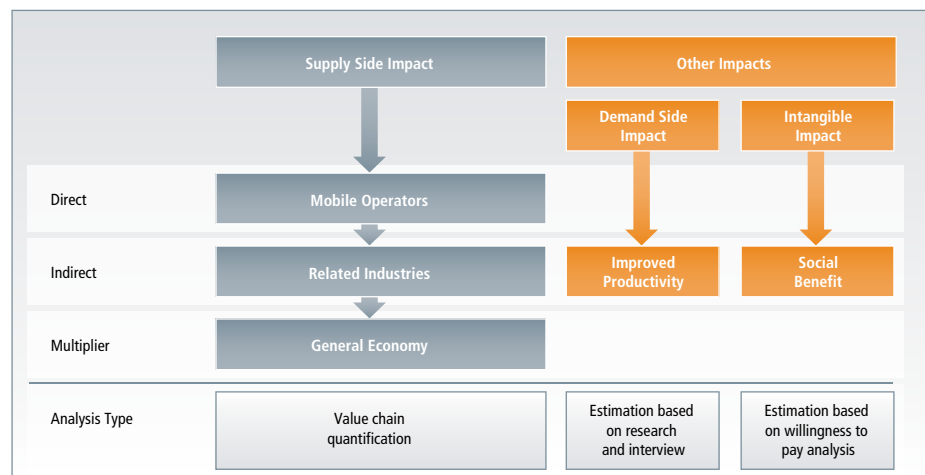 Supply Side Impact
Other Impacts
Demand Side
Impact
Intangible
Impact
Direct
Mobile Operators
Indirect
Related Industries
Improved
Productivity
Social
Benefit
Multiplier
General Economy
Analysis Type
Value chain
quantification
Estimation based
on research
and interview
Estimation based
on willingness to
pay analysis